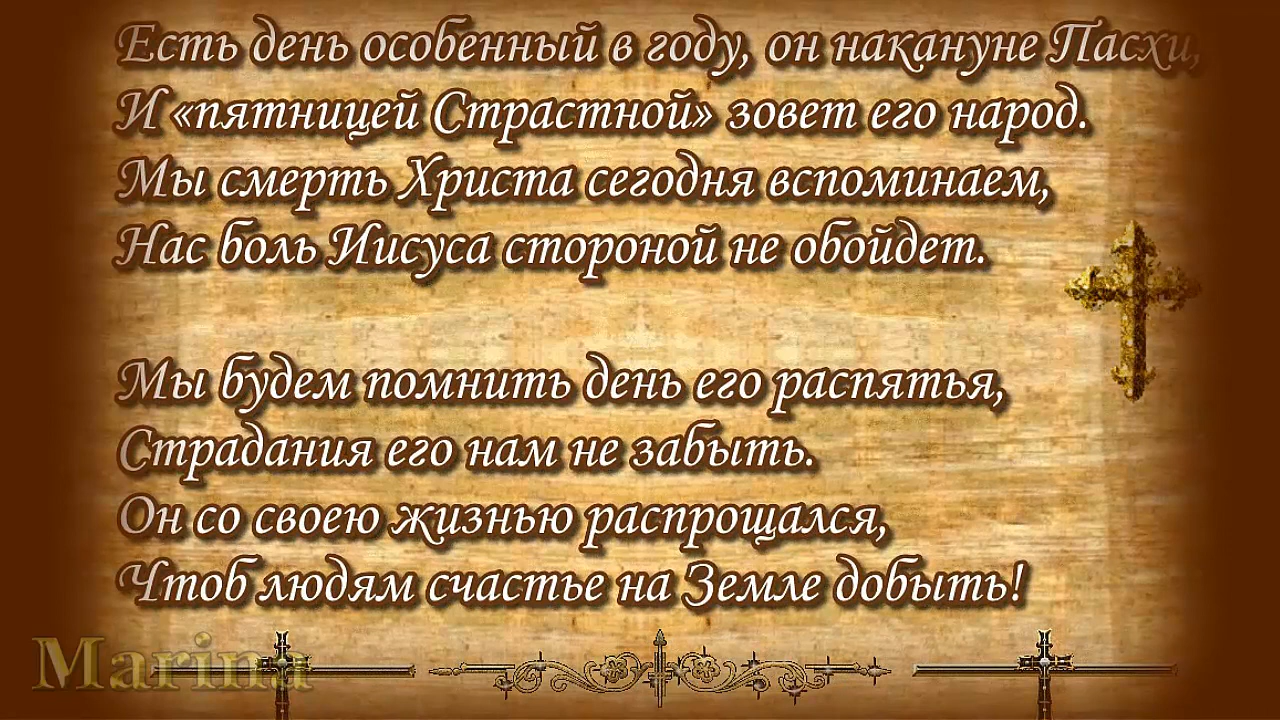 Есть день особенный в году, он накануне Пасхи,
И «пятницей Страстной» зовет его народ.
Мы смерть Христа сегодня вспоминаем,
Нас боль Иисуса стороной не обойдет.
Мы будем помнить день его распятья,
Страдания его нам не забыть.
Он со своею жизнью распрощался,
Чтоб людям счастье на Земле добыть!
Marina